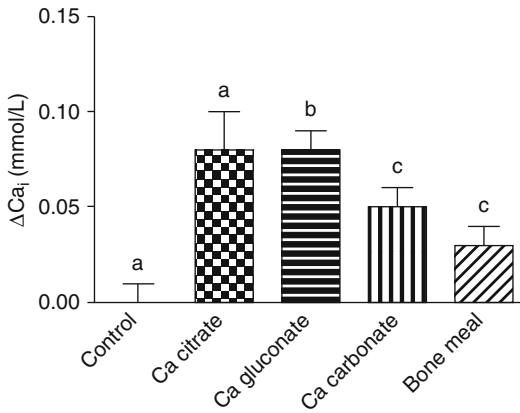 0.15
0.10
0.05
0.00
ΔCaᵢ (mmol/L)
a
a
b
c
c
Control
Ca citrate
Ca gluconate
Ca carbonate
Bone meal